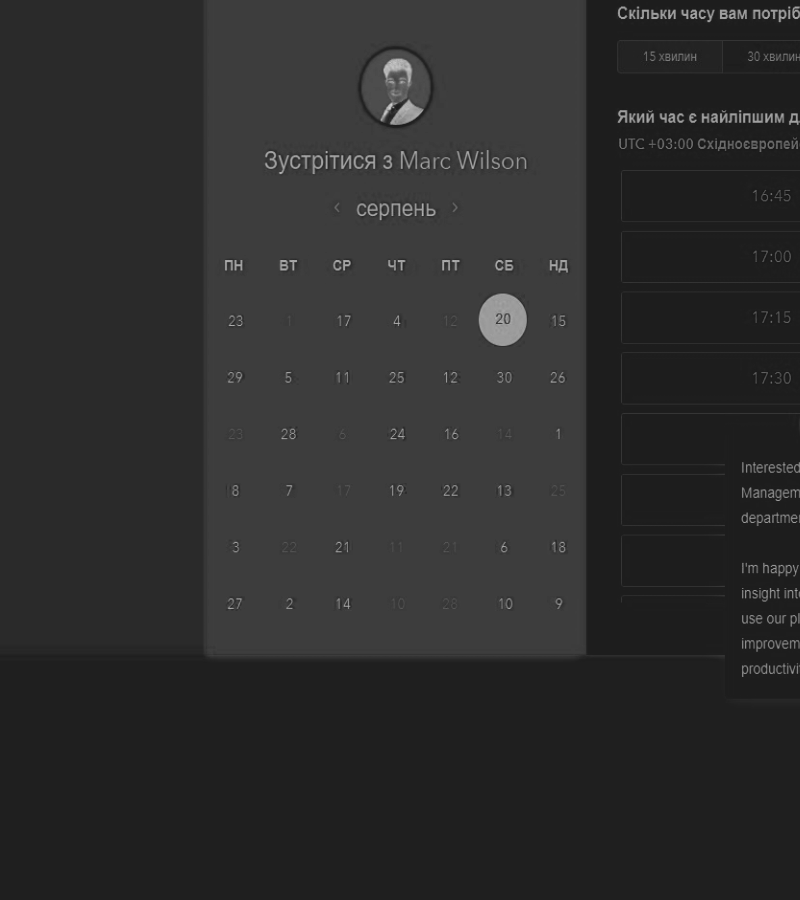 Зустрітися з Marc Wilson
‹ серпень ›
ПН ВТ СР ЧТ ПТ СБ НД
23 1 17 4 12 20 15
29 5 11 25 12 30 26
23 28 6 24 16 14 1
8 7 17 19 22 13 25
3 22 21 11 21 6 18
27 2 14 10 28 10 9
Скільки часу вам потріб
15 хвилин 30 хвилин
Який час є найліпшим д
UTC +03:00 Східноєвропей
16:45
17:00
17:15
17:30
Interested
Managem
departmen
I'm happy
insight int
use our pl
improvem
productivi